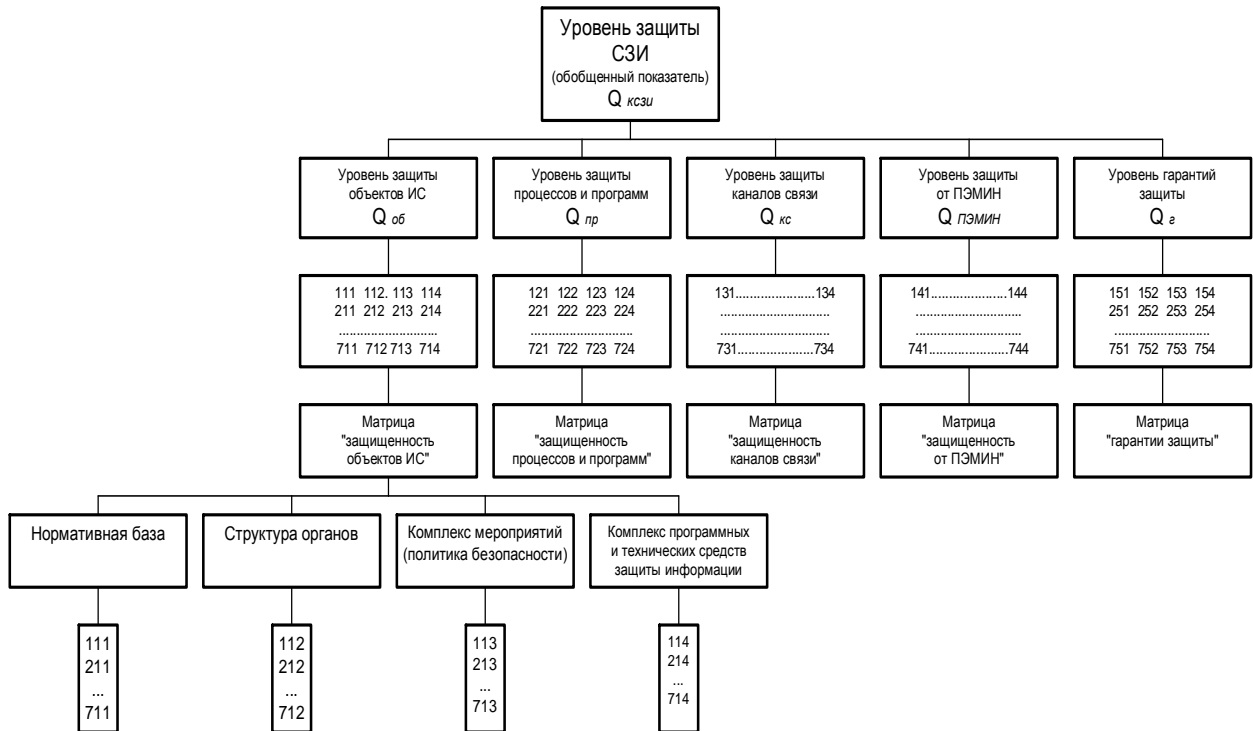 Уровень защиты
СЗИ
(обобщенный показатель)
Q ксзи
Уровень защиты
объектов ИС
Q об
Уровень защиты
процессов и программ
Q пр
Уровень защиты
каналов связи
Q кс
Уровень защиты
от ПЭМИН
Q ПЭМИН
Уровень гарантий
защиты
Q г
111 112. 113 114
211 212 213 214
............................
711 712 713 714
121 122 123 124
221 222 223 224
.............................
721 722 723 724
131.......................134
................................
................................
731......................734
141......................144
...............................
...............................
741.......................744
151 152 153 154
251 252 253 254
............................
751 752 753 754
Матрица
"защищенность
объектов ИС"
Матрица
"защищенность
процессов и программ"
Матрица
"защищенность
каналов связи"
Матрица
"защищенность
от ПЭМИН"
Матрица
"гарантии защиты"
Нормативная база
Структура органов
Комплекс мероприятий
(политика безопасности)
Комплекс программных
и технических средств
защиты информации
111
211
...
711
112
212
...
712
113
213
...
713
114
214
...
714